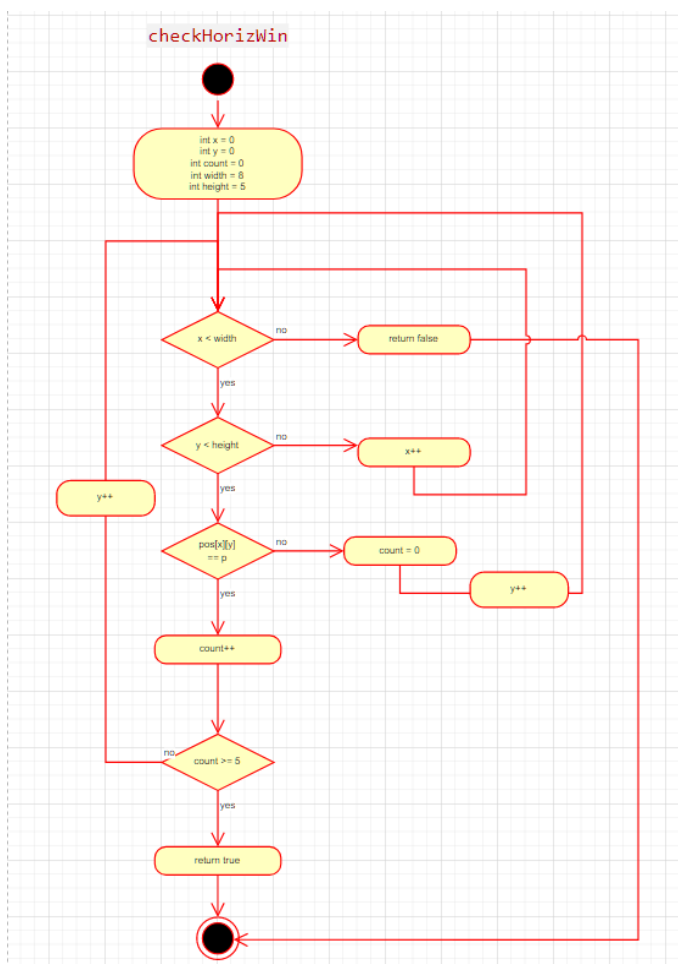 checkHorizWin
int x = 0
int y = 0
int count = 0
int width = 8
int height = 5
x < width
no
return false
yes
y < height
no
x++
yes
y++
pos[x][y]
== p
no
count = 0
y++
yes
count++
no
count >= 5
yes
return true